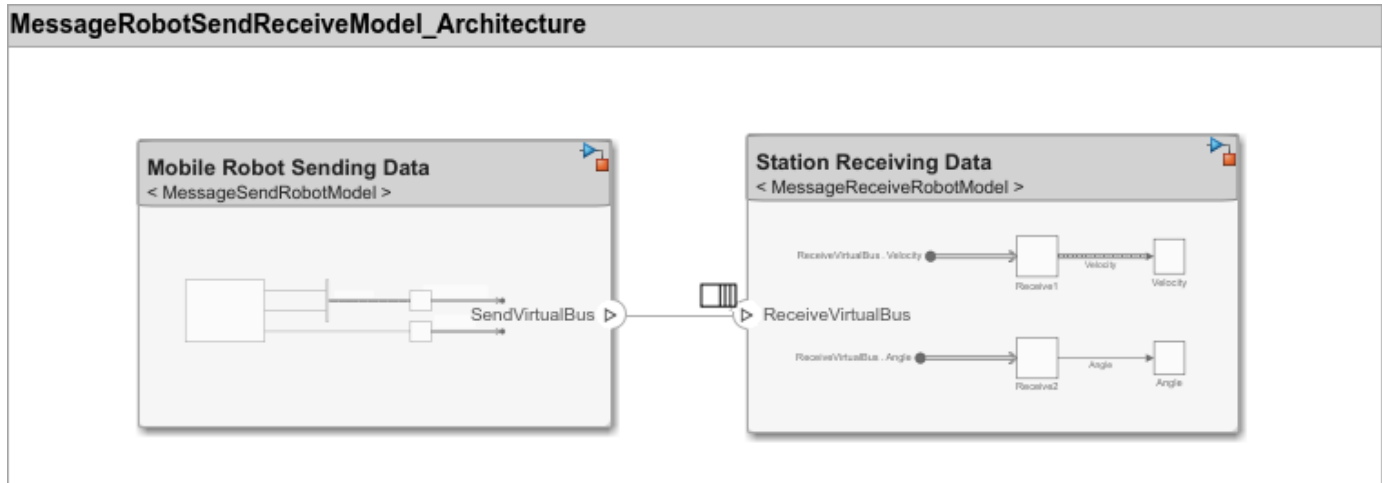 MessageRobotSendReceiveModel_Architecture
Mobile Robot Sending Data
< MessageSendRobotModel >
SendVirtualBus
Station Receiving Data
< MessageReceiveRobotModel >
ReceiveVirtualBus . Velocity
Velocity
Receive1
Velocity
ReceiveVirtualBus
ReceiveVirtualBus . Angle
Angle
Receive2
Angle